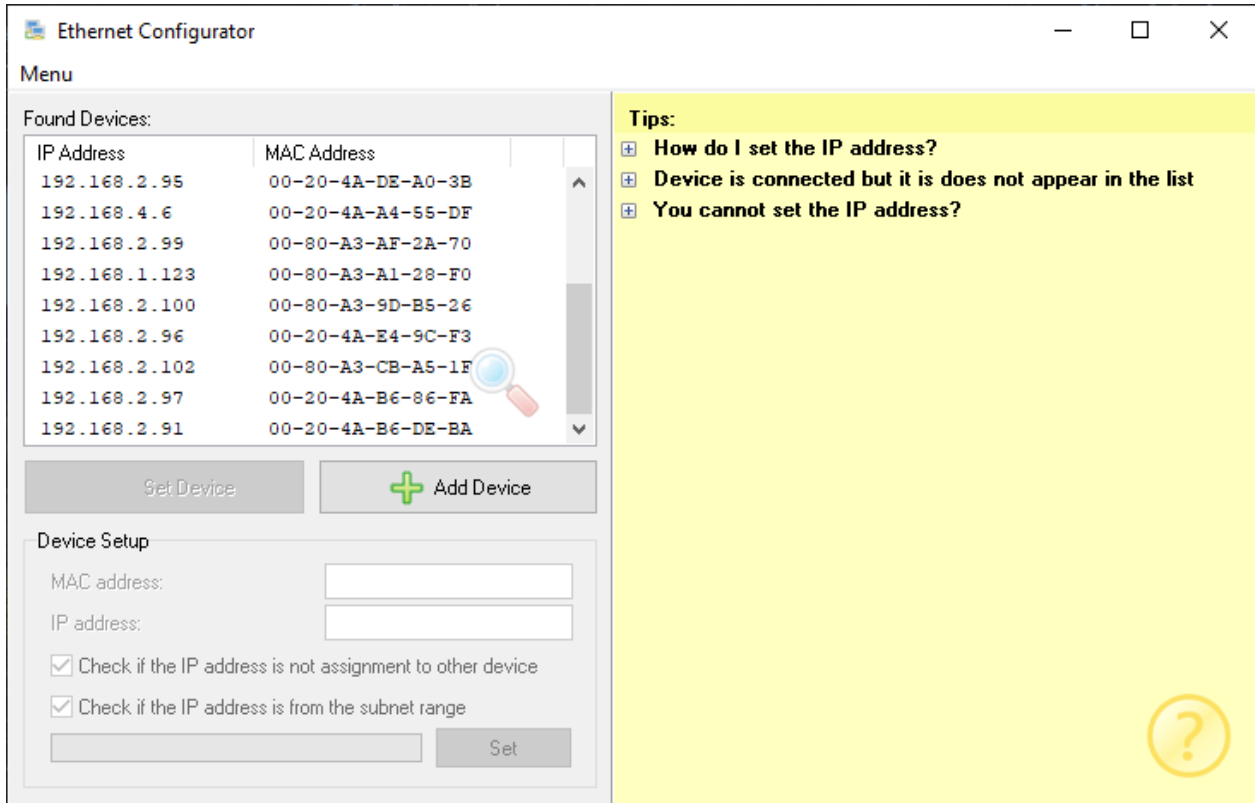 Ethernet Configurator
Menu
Found Devices:
IP Address MAC Address
192.168.2.95 00-20-4A-DE-A0-3B
192.168.4.6 00-20-4A-A4-55-DF
192.168.2.99 00-80-A3-AF-2A-70
192.168.1.123 00-80-A3-A1-28-F0
192.168.2.100 00-80-A3-9D-B5-26
192.168.2.96 00-20-4A-E4-9C-F3
192.168.2.102 00-80-A3-CB-A5-1F
192.168.2.97 00-20-4A-B6-86-FA
192.168.2.91 00-20-4A-B6-DE-BA
Set Device Add Device
Device Setup
MAC address:
IP address:
Check if the IP address is not assignment to other device
Check if the IP address is from the subnet range
Set
Tips:
How do I set the IP address?
Device is connected but it is does not appear in the list
You cannot set the IP address?
?